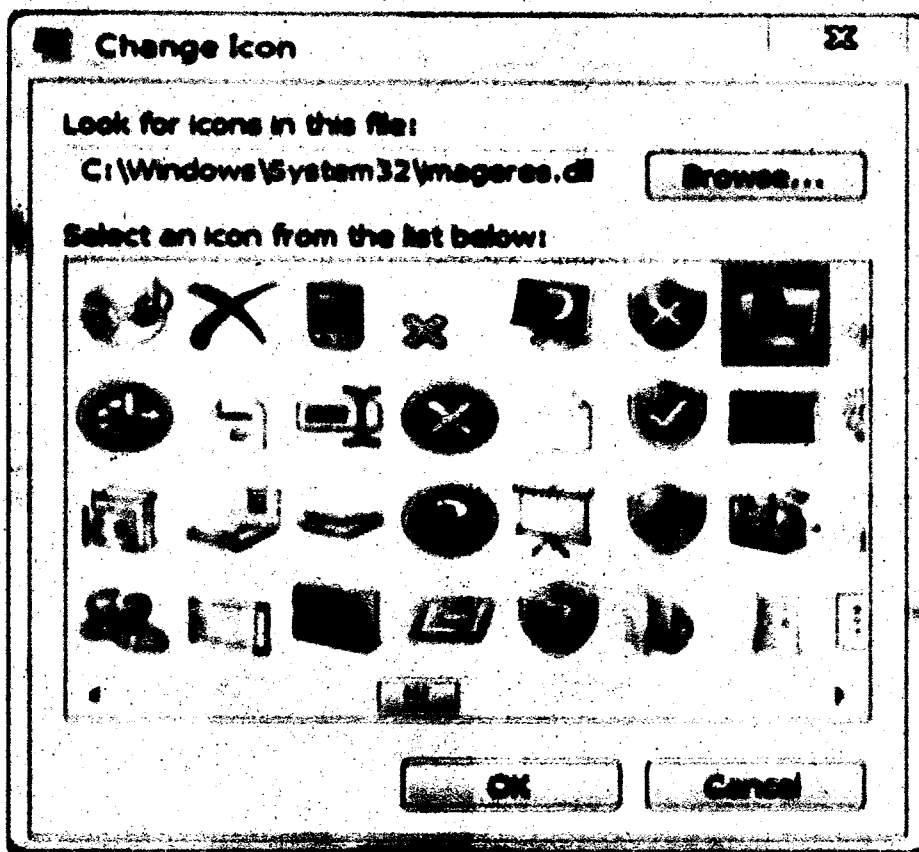 Change Icon
Look for icons in this file:
C:\Windows\System32\imageres.dll
Browse...
Select an icon from the list below:
OK
Cancel